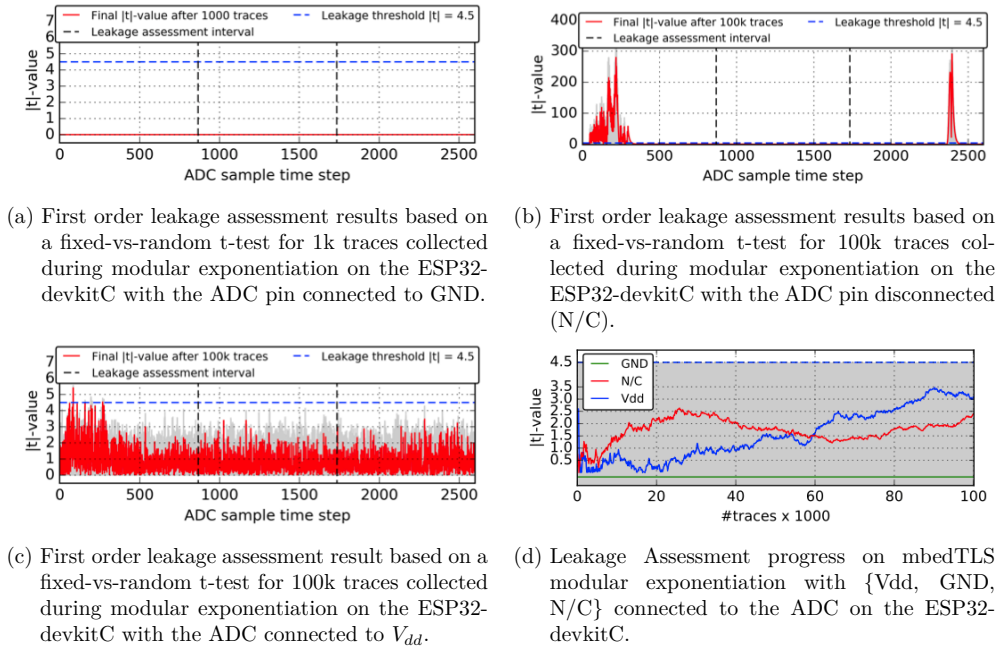 Final |t|-value after 1000 traces
Leakage threshold |t| = 4.5
Leakage assessment interval
|t|-value
7
6
5
4
3
2
1
0
0
500
1000
1500
2000
2500
ADC sample time step
(a) First order leakage assessment results based on
a fixed-vs-random t-test for 1k traces collected
during modular exponentiation on the ESP32-
devkitC with the ADC pin connected to GND.
Final |t|-value after 100k traces
Leakage threshold |t| = 4.5
Leakage assessment interval
|t|-value
300
200
100
0
0
500
1000
1500
2000
2500
ADC sample time step
(b) First order leakage assessment results based on
a fixed-vs-random t-test for 100k traces col-
lected during modular exponentiation on the
ESP32-devkitC with the ADC pin disconnected
(N/C).
Final |t|-value after 100k traces
Leakage threshold |t| = 4.5
Leakage assessment interval
|t|-value
7
6
5
4
3
2
1
0
0
500
1000
1500
2000
2500
ADC sample time step
(c) First order leakage assessment result based on a
fixed-vs-random t-test for 100k traces collected
during modular exponentiation on the ESP32-
devkitC with the ADC connected to Vdd.
GND
N/C
Vdd
|t|-value
4.5
3.5
2.5
1.5
0.5
0
20
40
60
80
100
#traces x 1000
(d) Leakage Assessment progress on mbedTLS
modular exponentiation with {Vdd, GND,
N/C} connected to the ADC on the ESP32-
devkitC.